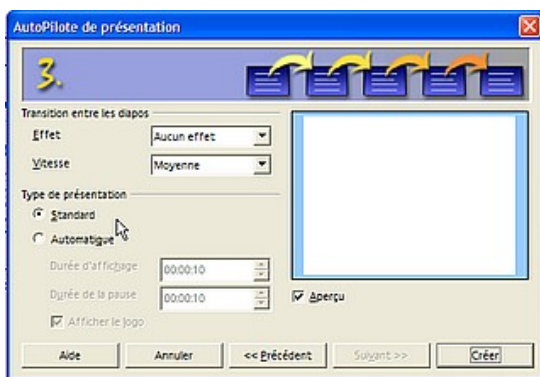 AutoPilote de présentation
3.
Transition entre les diapos
Effet Aucun effet
Vitesse Moyenne
Type de présentation
Standard
Automatique
Durée d'affichage 00:00:10
Durée de la pause 00:00:10
Afficher le logo
Aperçu
Aide Annuler << Précédent Suivant >> Créer